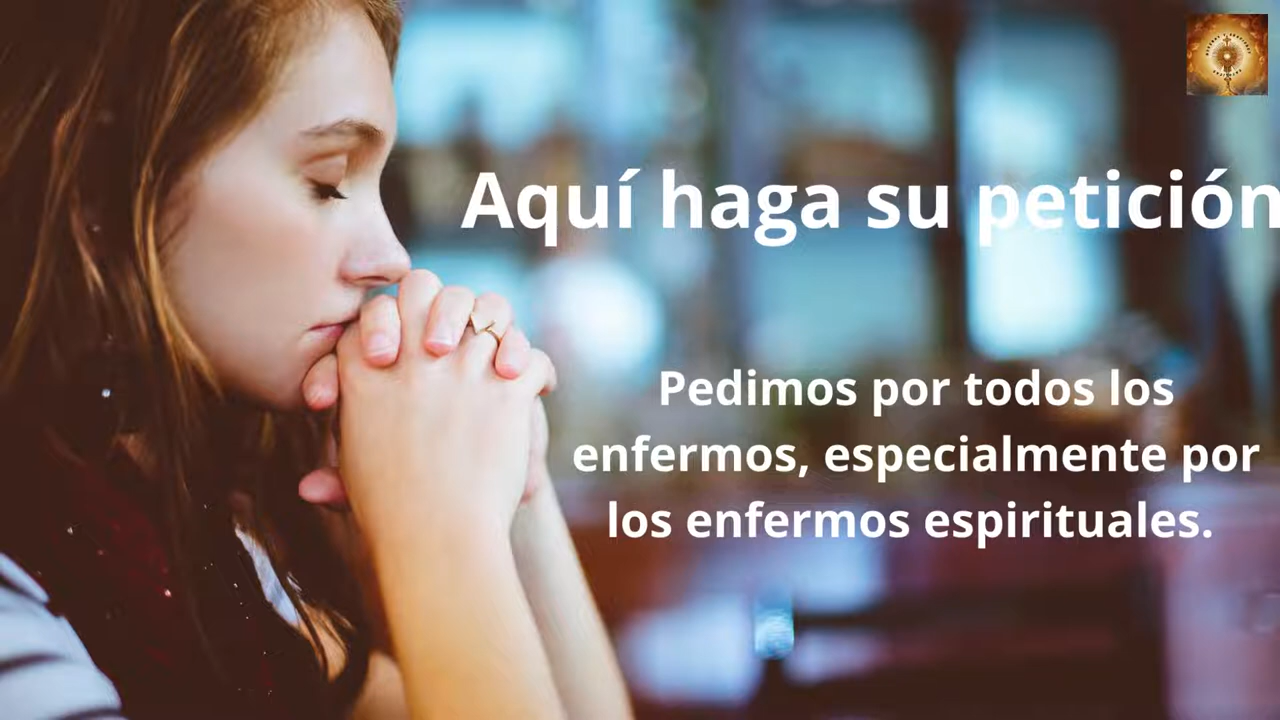 Aquí haga su petición
Pedimos por todos los
enfermos, especialmente por
los enfermos espirituales.